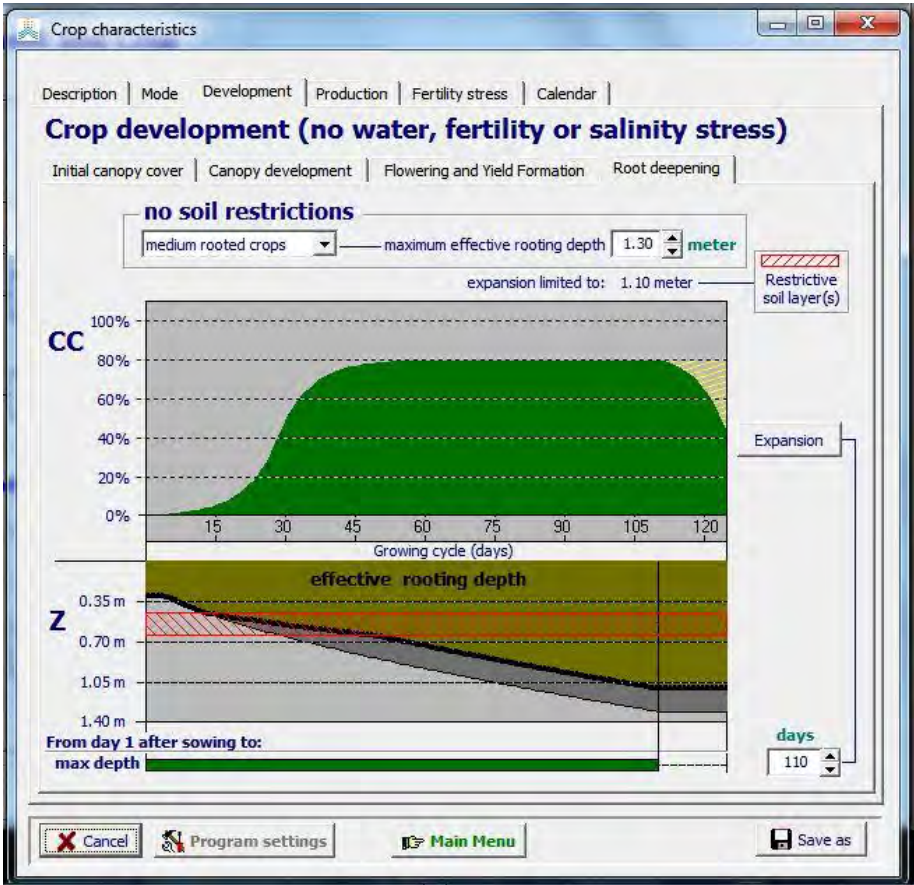 Crop characteristics
Description Mode Development Production Fertility stress Calendar
Crop development (no water, fertility or salinity stress)
Initial canopy cover Canopy development Flowering and Yield Formation Root deepening
no soil restrictions
medium rooted crops maximum effective rooting depth 1.30 meter
expansion limited to: 1.10 meter
Restrictive
soil layer(s)
CC
100%
80%
60%
40%
20%
0%
15 30 45 60 75 90 105 120
Growing cycle (days)
Expansion
effective rooting depth
Z
0.35 m
0.70 m
1.05 m
1.40 m
From day 1 after sowing to:
max depth
days
110
Cancel Program settings Main Menu Save as